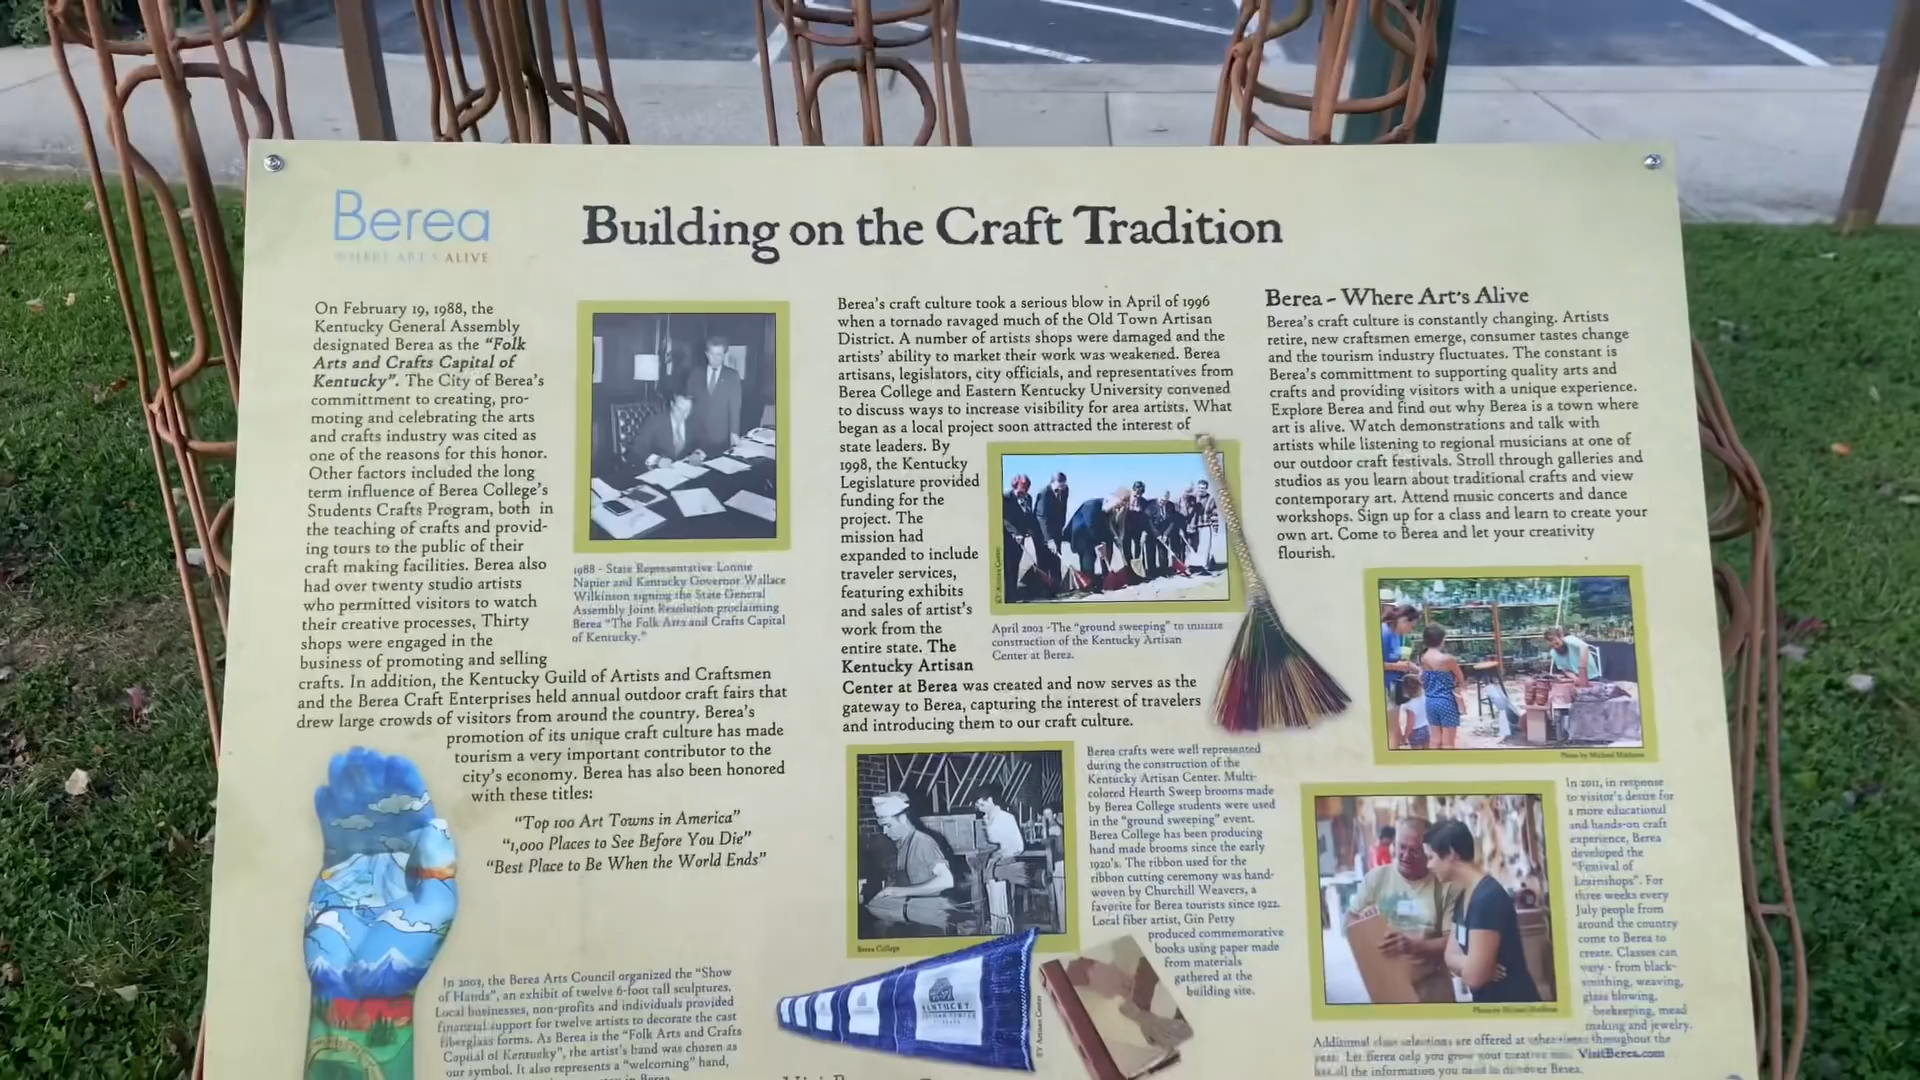 Berea
WHERE ART'S ALIVE
Building on the Craft Tradition
On February 19, 1988, the
Kentucky General Assembly
designated Berea as the "Folk
Arts and Crafts Capital of
Kentucky". The City of Berea's
committment to creating, pro-
moting and celebrating the arts
and crafts industry was cited as
one of the reasons for this honor.
Other factors included the long
term influence of Berea College's
Students Crafts Program, both in
the teaching of crafts and provid-
ing tours to the public of their
craft making facilities. Berea also
had over twenty studio artists
who permitted visitors to watch
their creative processes, Thirty
shops were engaged in the
business of promoting and selling
crafts. In addition, the Kentucky Guild of Artists and Craftsmen
and the Berea Craft Enterprises held annual outdoor craft fairs that
drew large crowds of visitors from around the country. Berea's
promotion of its unique craft culture has made
tourism a very important contributor to the
city's economy. Berea has also been honored
with these titles:
"Top 100 Art Towns in America"
"1,000 Places to See Before You Die"
"Best Place to Be When the World Ends"
1988 - State Representative Lonnie
Napier and Kentucky Governor Wallace
Wilkinson signing the State General
Assembly Joint Resolution proclaiming
Berea "The Folk Arts and Crafts Capital
of Kentucky."
In 2003, the Berea Arts Council organized the "Show
of Hands", an exhibit of twelve 6-foot tall sculptures.
Local businesses, non-profits and individuals provided
financial support for twelve artists to decorate the cast
fiberglass forms. As Berea is the "Folk Arts and Crafts
Capital of Kentucky", the artist's hand was chosen as
our symbol. It also represents a "welcoming" hand,
Berea's craft culture took a serious blow in April of 1996
when a tornado ravaged much of the Old Town Artisan
District. A number of artists shops were damaged and the
artists' ability to market their work was weakened. Berea
artisans, legislators, city officials, and representatives from
Berea College and Eastern Kentucky University convened
to discuss ways to increase visibility for area artists. What
began as a local project soon attracted the interest of
state leaders. By
1998, the Kentucky
Legislature provided
funding for the
project. The
mission had
expanded to include
traveler services,
featuring exhibits
and sales of artist's
work from the
entire state. The
Kentucky Artisan
Center at Berea was created and now serves as the
gateway to Berea, capturing the interest of travelers
and introducing them to our craft culture.
KY Artisan Center
April 2002 -The "ground sweeping" to initiate
construction of the Kentucky Artisan
Center at Berea.
Berea College
Berea crafts were well represented
during the construction of the
Kentucky Artisan Center. Multi-
colored Hearth Sweep brooms made
by Berea College students were used
in the "ground sweeping" event.
Berea College has been producing
hand made brooms since the early
1920's. The ribbon used for the
ribbon cutting ceremony was hand-
woven by Churchill Weavers, a
favorite for Berea tourists since 1922.
Local fiber artist, Gin Petty
produced commemorative
books using paper made
from materials
gathered at the
building site.
KENTUCKY
KY Artisan Center
Berea - Where Art's Alive
Berea's craft culture is constantly changing. Artists
retire, new craftsmen emerge, consumer tastes change
and the tourism industry fluctuates. The constant is
Berea's committment to supporting quality arts and
crafts and providing visitors with a unique experience.
Explore Berea and find out why Berea is a town where
art is alive. Watch demonstrations and talk with
artists while listening to regional musicians at one of
our outdoor craft festivals. Stroll through galleries and
studios as you learn about traditional crafts and view
contemporary art. Attend music concerts and dance
workshops. Sign up for a class and learn to create your
own art. Come to Berea and let your creativity
flourish.
Photo by Michael
In 2011, in response
to visitor's desire for
a more educational
and hands-on craft
experience, Berea
developed the
"Festival of
Learnshops". For
three weeks every
July people from
around the country
come to Berea to
create. Classes can
vary - from black-
smithing, weaving,
glass blowing,
beekeeping, mead
making and jewelry.
Additional class selections are offered at other times throughout the
year. Let Berea help you grow your creative VisitBerea.com
has all the information you need to discover Berea.